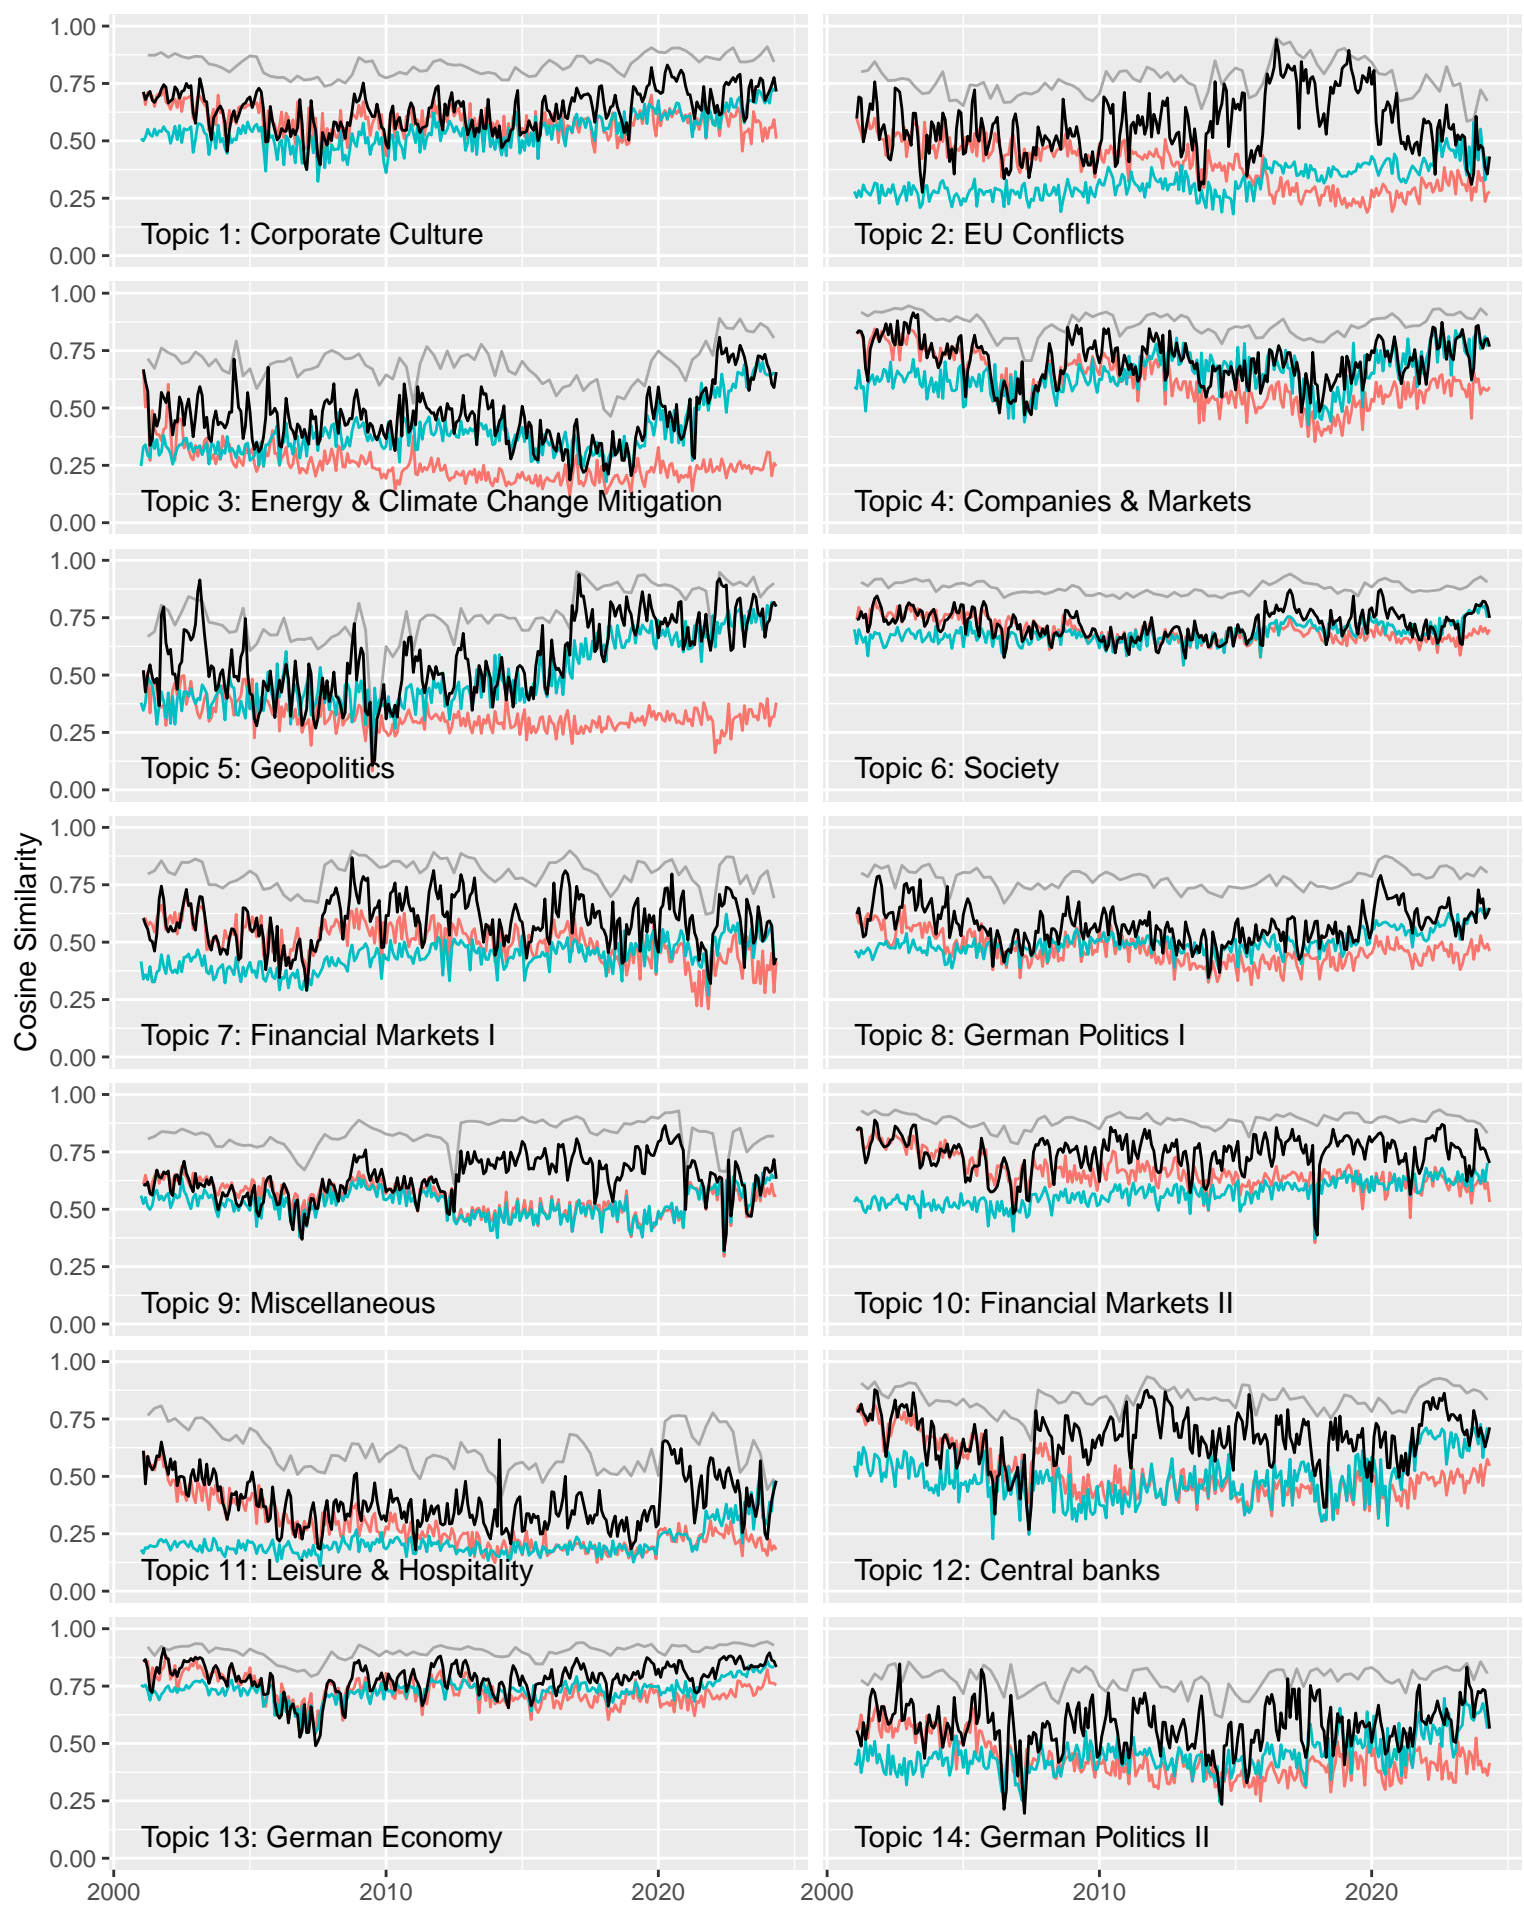 1.00
0.75
0.50
0.25
0.00
Topic 1: Corporate Culture
Topic 2: EU Conflicts
1.00
0.75
0.50
0.25
0.00
Topic 3: Energy & Climate Change Mitigation
Topic 4: Companies & Markets
1.00
0.75
0.50
0.25
0.00
Topic 5: Geopolitics
Topic 6: Society
Cosine Similarity
1.00
0.75
0.50
0.25
0.00
Topic 7: Financial Markets I
Topic 8: German Politics I
1.00
0.75
0.50
0.25
0.00
Topic 9: Miscellaneous
Topic 10: Financial Markets II
1.00
0.75
0.50
0.25
0.00
Topic 11: Leisure & Hospitality
Topic 12: Central banks
1.00
0.75
0.50
0.25
0.00
Topic 13: German Economy
Topic 14: German Politics II
2000 2010 2020 2000 2010 2020